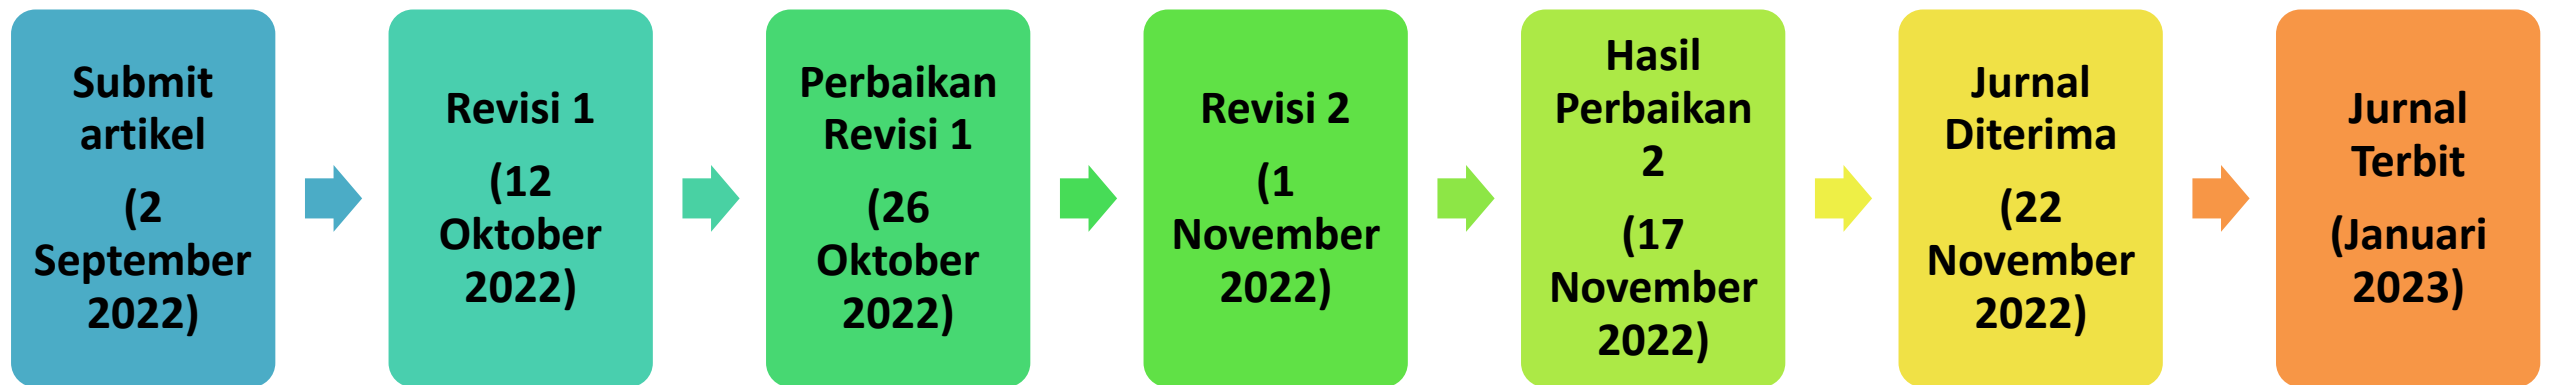 Submit
artikel
(2
September
2022)
Revisi 1
(12
Oktober
2022)
Perbaikan
Revisi 1
(26
Oktober
2022)
Revisi 2
(1
November
2022)
Hasil
Perbaikan
2
(17
November
2022)
Jurnal
Diterima
(22
November
2022)
Jurnal
Terbit
(Januari
2023)